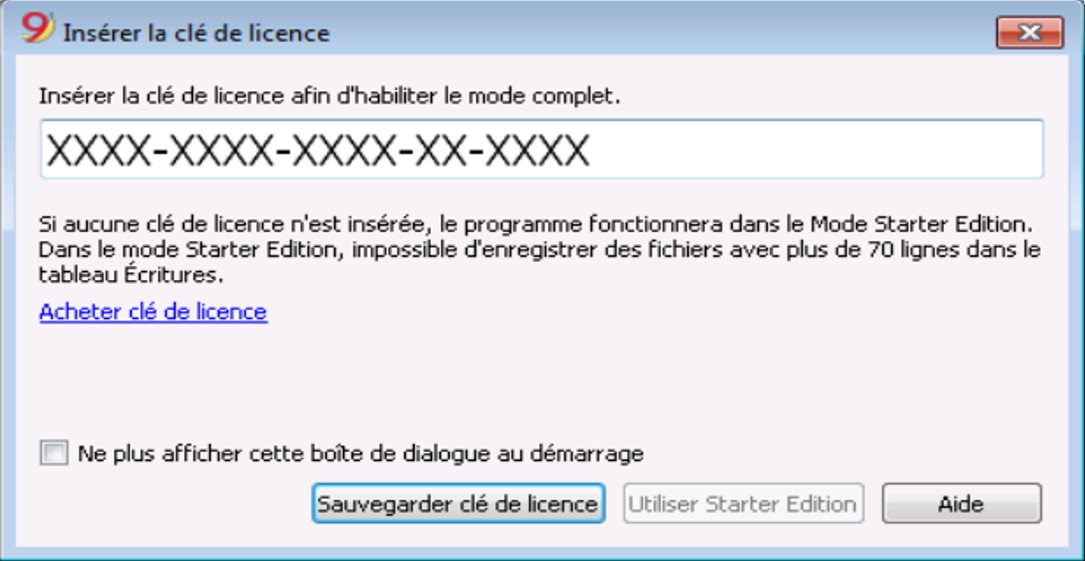 9 Insérer la clé de licence
Insérer la clé de licence afin d'habiliter le mode complet.
XXXX-XXXX-XXXX-XX-XXXX
Si aucune clé de licence n'est insérée, le programme fonctionnera dans le Mode Starter Edition.
Dans le mode Starter Edition, impossible d'enregistrer des fichiers avec plus de 70 lignes dans le
tableau Écritures.
Acheter clé de licence
Ne plus afficher cette boîte de dialogue au démarrage
Sauvegarder clé de licence Utiliser Starter Edition Aide